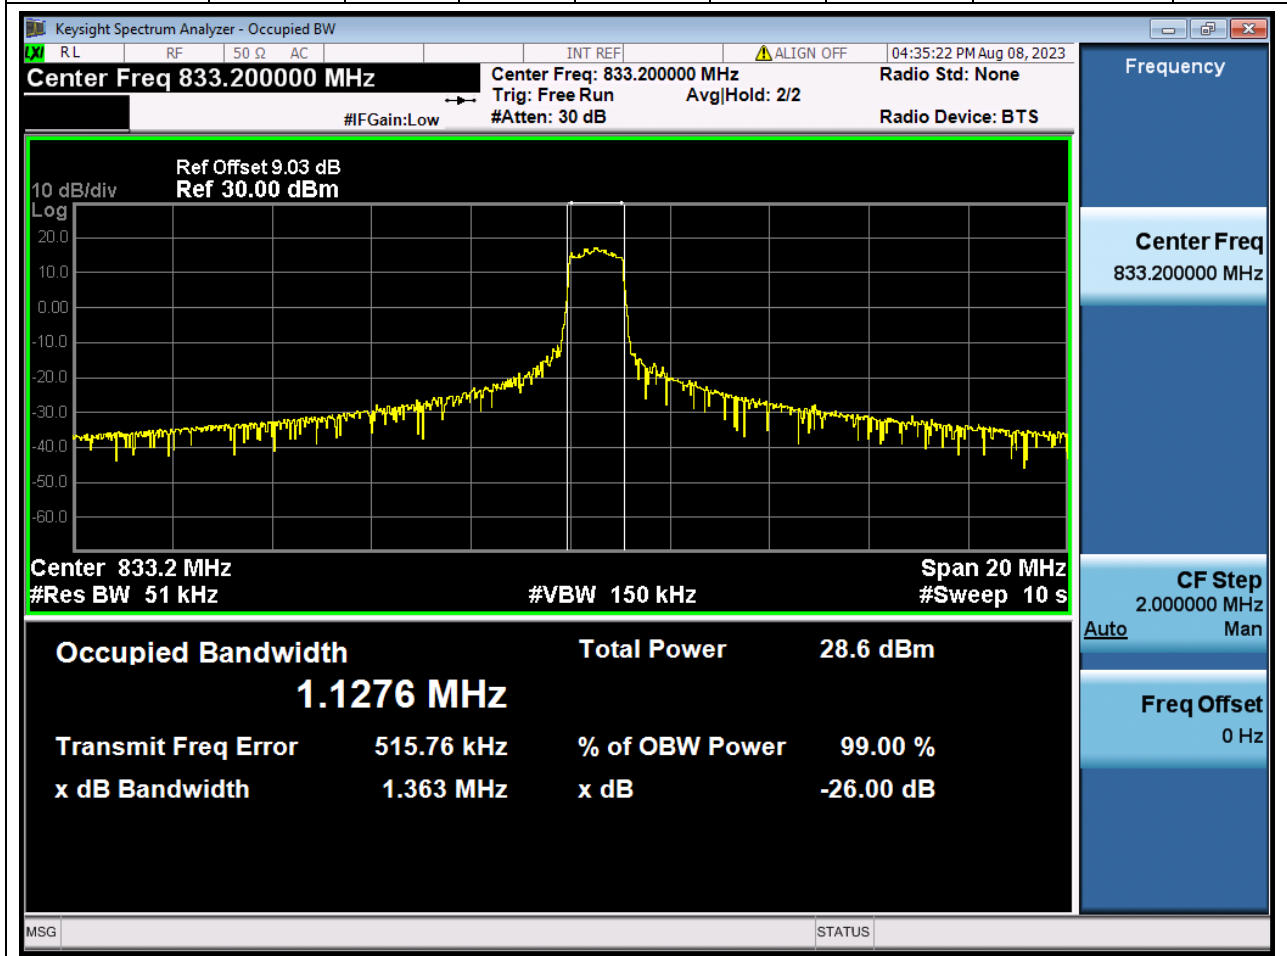 Keysight Spectrum Analyzer - Occupied BW
LXI RL RF 50 Ω AC INT REF ALIGN OFF 04:35:22 PM Aug 08, 2023
Center Freq 833.200000 MHz
Center Freq: 833.200000 MHz Radio Std: None
Trig: Free Run Avg|Hold: 2/2
#IFGain:Low #Atten: 30 dB Radio Device: BTS
Ref Offset 9.03 dB
10 dB/div Ref 30.00 dBm
Log
20.0
10.0
0.00
-10.0
-20.0
-30.0
-40.0
-50.0
-60.0
Center 833.2 MHz Span 20 MHz
#Res BW 51 kHz #VBW 150 kHz #Sweep 10 s
Occupied Bandwidth Total Power 28.6 dBm
1.1276 MHz
Transmit Freq Error 515.76 kHz % of OBW Power 99.00 %
x dB Bandwidth 1.363 MHz x dB -26.00 dB
Frequency
Center Freq
833.200000 MHz
CF Step
2.000000 MHz
Auto Man
Freq Offset
0 Hz
MSG STATUS